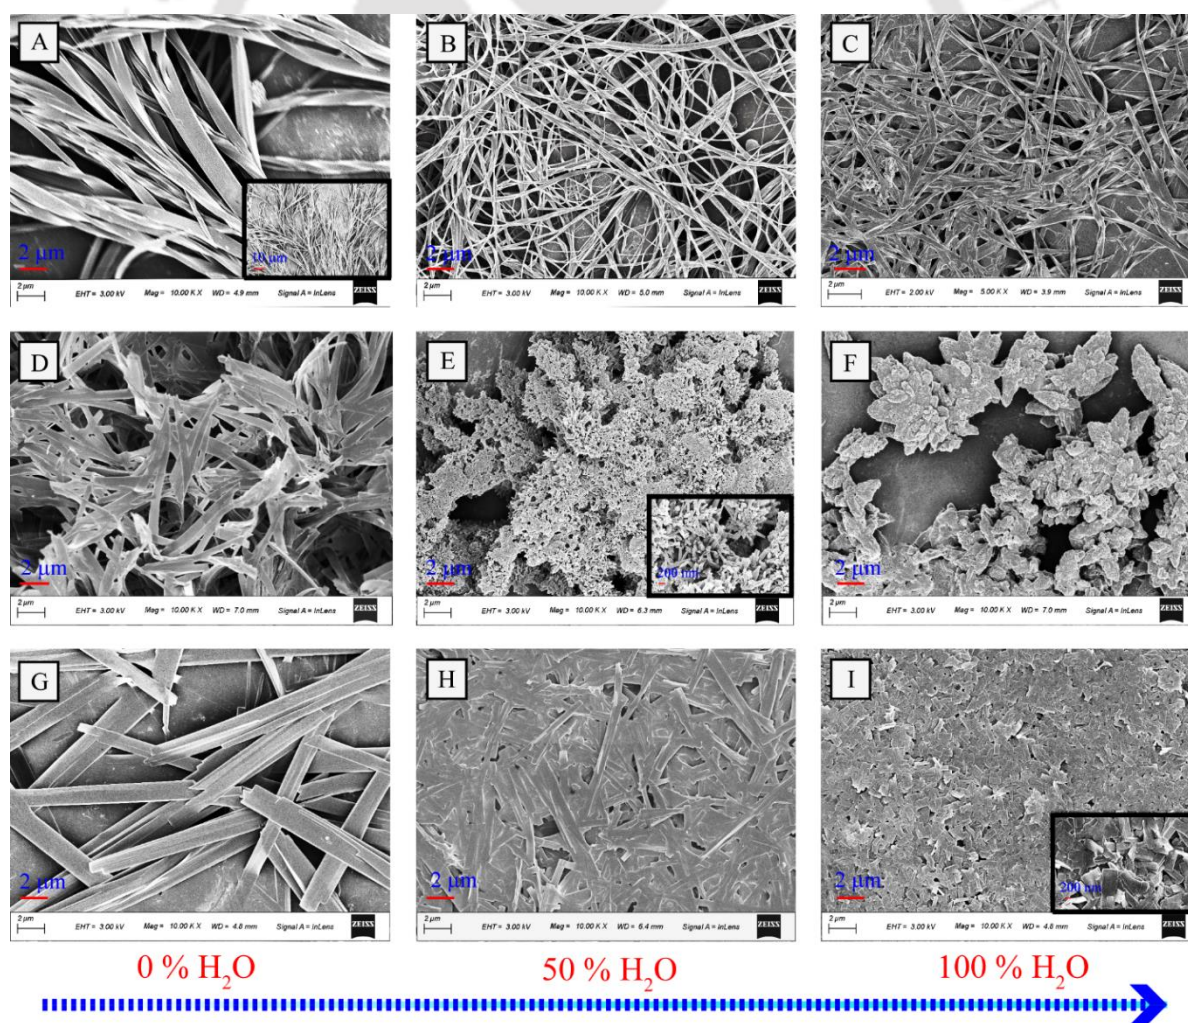 A
B
C
2 µm
10 µm
2 µm
2 µm
2 µm
EHT = 3.00 kV Mag = 10.00 K X WD = 4.9 mm Signal A = InLens ZEISS
2 µm
EHT = 3.00 kV Mag = 10.00 K X WD = 5.0 mm Signal A = InLens ZEISS
2 µm
EHT = 2.00 kV Mag = 5.00 K X WD = 3.9 mm Signal A = InLens ZEISS
D
E
F
2 µm
2 µm
200 nm
2 µm
2 µm
EHT = 3.00 kV Mag = 10.00 K X WD = 7.0 mm Signal A = InLens ZEISS
2 µm
EHT = 3.00 kV Mag = 10.00 K X WD = 6.3 mm Signal A = InLens ZEISS
2 µm
EHT = 3.00 kV Mag = 10.00 K X WD = 7.0 mm Signal A = InLens ZEISS
G
H
I
2 µm
2 µm
2 µm
200 nm
2 µm
EHT = 3.00 kV Mag = 10.00 K X WD = 4.8 mm Signal A = InLens ZEISS
2 µm
EHT = 3.00 kV Mag = 10.00 K X WD = 6.4 mm Signal A = InLens ZEISS
2 µm
EHT = 3.00 kV Mag = 10.00 K X WD = 4.8 mm Signal A = InLens ZEISS
0 % H₂O
50 % H₂O
100 % H₂O